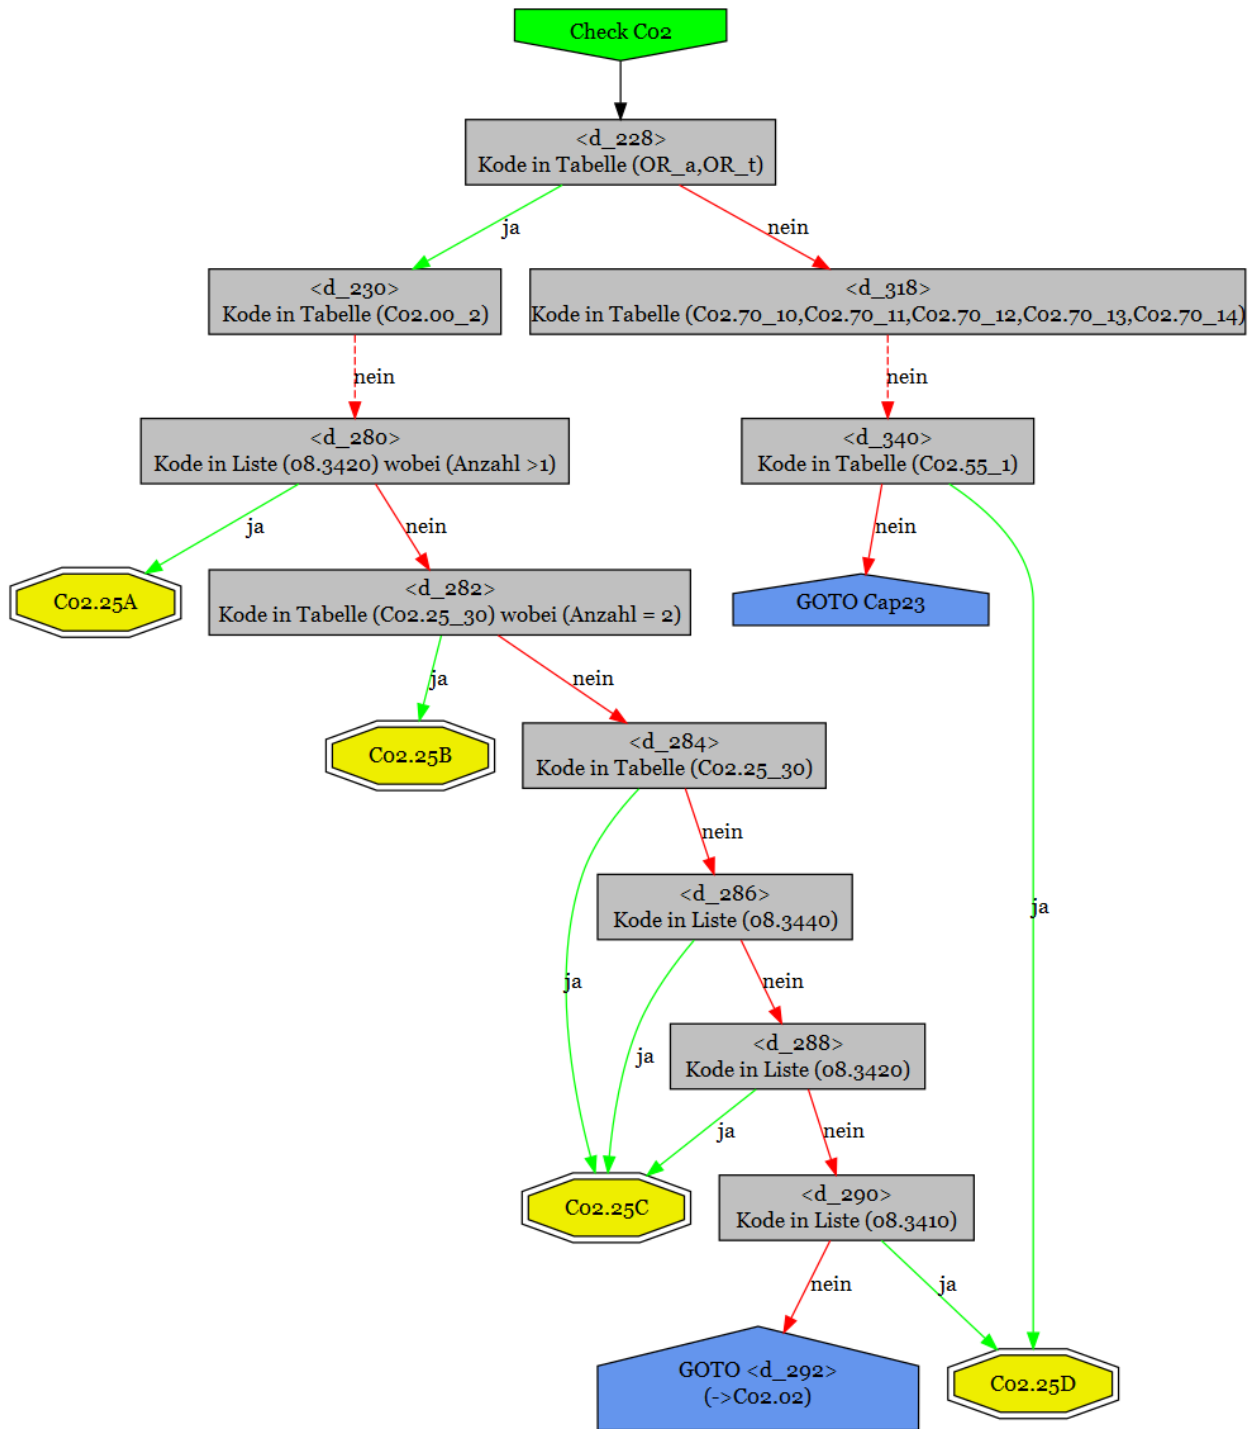 Check C02
<d_228>
Kode in Tabelle (OR_a,OR_t)
ja
nein
<d_230>
Kode in Tabelle (C02.00_2)
<d_318>
Kode in Tabelle (C02.70_10,C02.70_11,C02.70_12,C02.70_13,C02.70_14)
nein
nein
<d_280>
Kode in Liste (08.3420) wobei (Anzahl >1)
<d_340>
Kode in Tabelle (C02.55_1)
ja
nein
nein
C02.25A
<d_282>
Kode in Tabelle (C02.25_30) wobei (Anzahl = 2)
GOTO Cap23
ja
nein
C02.25B
<d_284>
Kode in Tabelle (C02.25_30)
nein
<d_286>
Kode in Liste (08.3440)
ja
ja
nein
<d_288>
Kode in Liste (08.3420)
ja
ja
nein
C02.25C
<d_290>
Kode in Liste (08.3410)
nein
ja
GOTO <d_292>
(->C02.02)
C02.25D